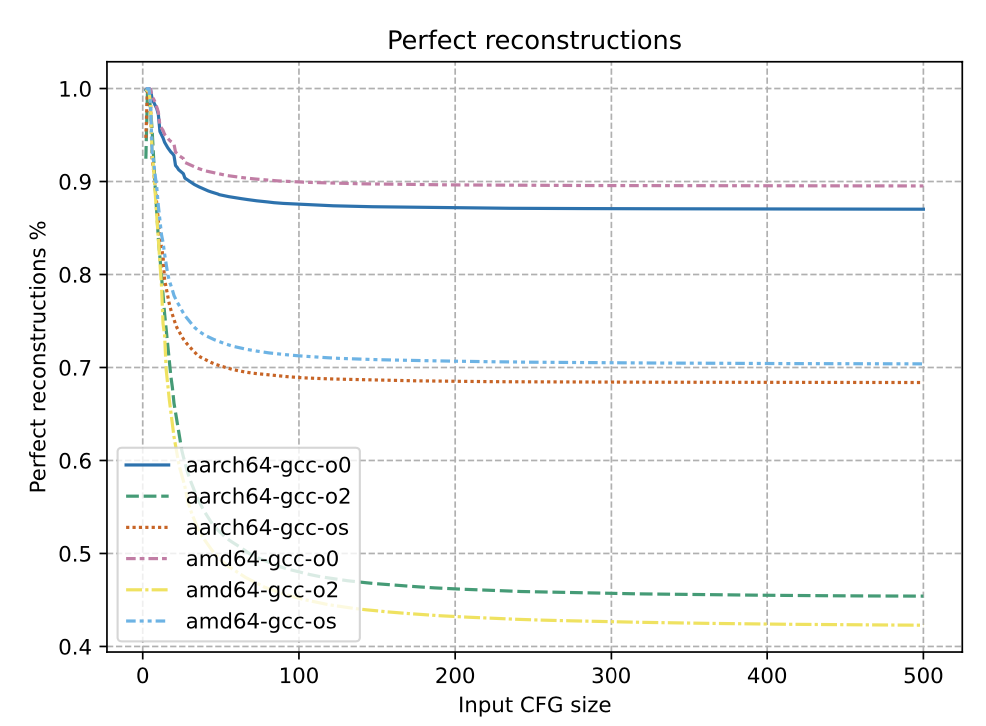 Perfect reconstructions
Perfect reconstructions %
1.0
0.9
0.8
0.7
0.6
0.5
0.4
aarch64-gcc-o0
aarch64-gcc-o2
aarch64-gcc-os
amd64-gcc-o0
amd64-gcc-o2
amd64-gcc-os
0 100 200 300 400 500
Input CFG size